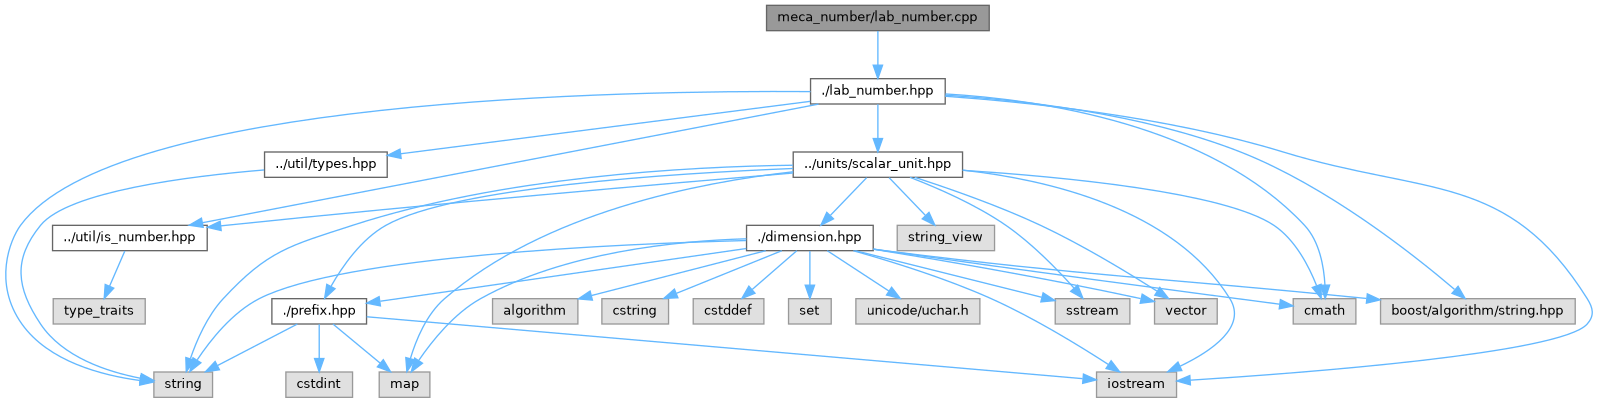 meca_number/lab_number.cpp
./lab_number.hpp
../util/types.hpp
../units/scalar_unit.hpp
../util/is_number.hpp
./dimension.hpp
string_view
type_traits
./prefix.hpp
algorithm
cstring
cstddef
set
unicode/uchar.h
sstream
vector
cmath
boost/algorithm/string.hpp
string
cstdint
map
iostream